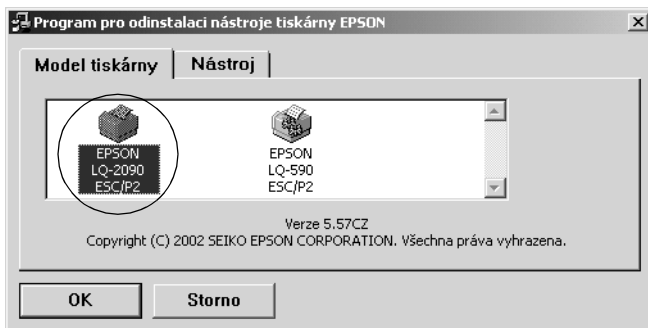 Program pro odinstalaci nástroje tiskárny EPSON
Model tiskárny
Nástroj
EPSON
LQ-2090
ESC/P2
EPSON
LQ-590
ESC/P2
Verze 5.57CZ
Copyright (C) 2002 SEIKO EPSON CORPORATION. Všechna práva vyhrazena.
OK
Storno